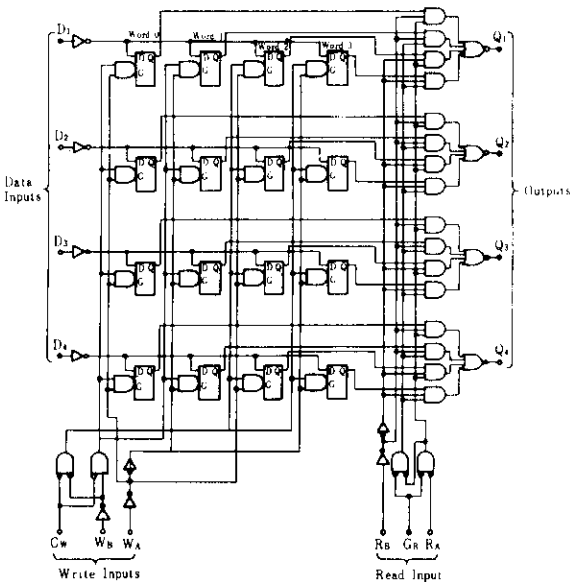 D1
Word 0
Word 1
Word 2
Word 3
D Q
G
D Q
G
D Q
G
D Q
G
Q1
D2
D Q
G
D Q
G
D Q
G
D Q
G
Q2
Data
Inputs
Outputs
D3
D Q
G
D Q
G
D Q
G
D Q
G
Q3
D4
D Q
G
D Q
G
D Q
G
D Q
G
Q4
GW WB WA
RB GR RA
Write Inputs
Read Input